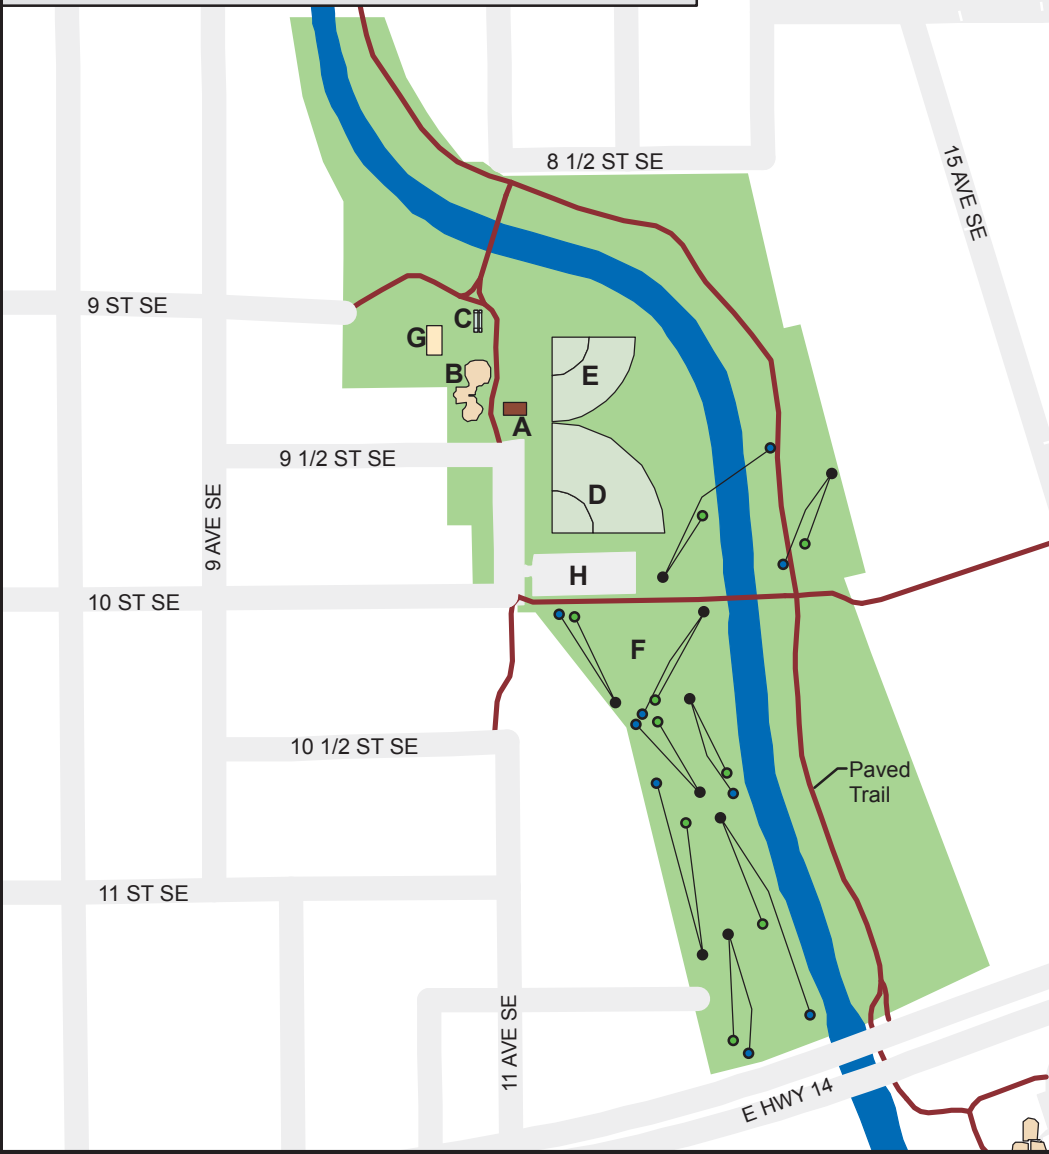 8 1/2 ST SE
15 AVE SE
9 ST SE
C
G
E
B
A
9 1/2 ST SE
D
9 AVE SE
H
10 ST SE
F
10 1/2 ST SE
Paved
Trail
11 ST SE
11 AVE SE
E HWY 14